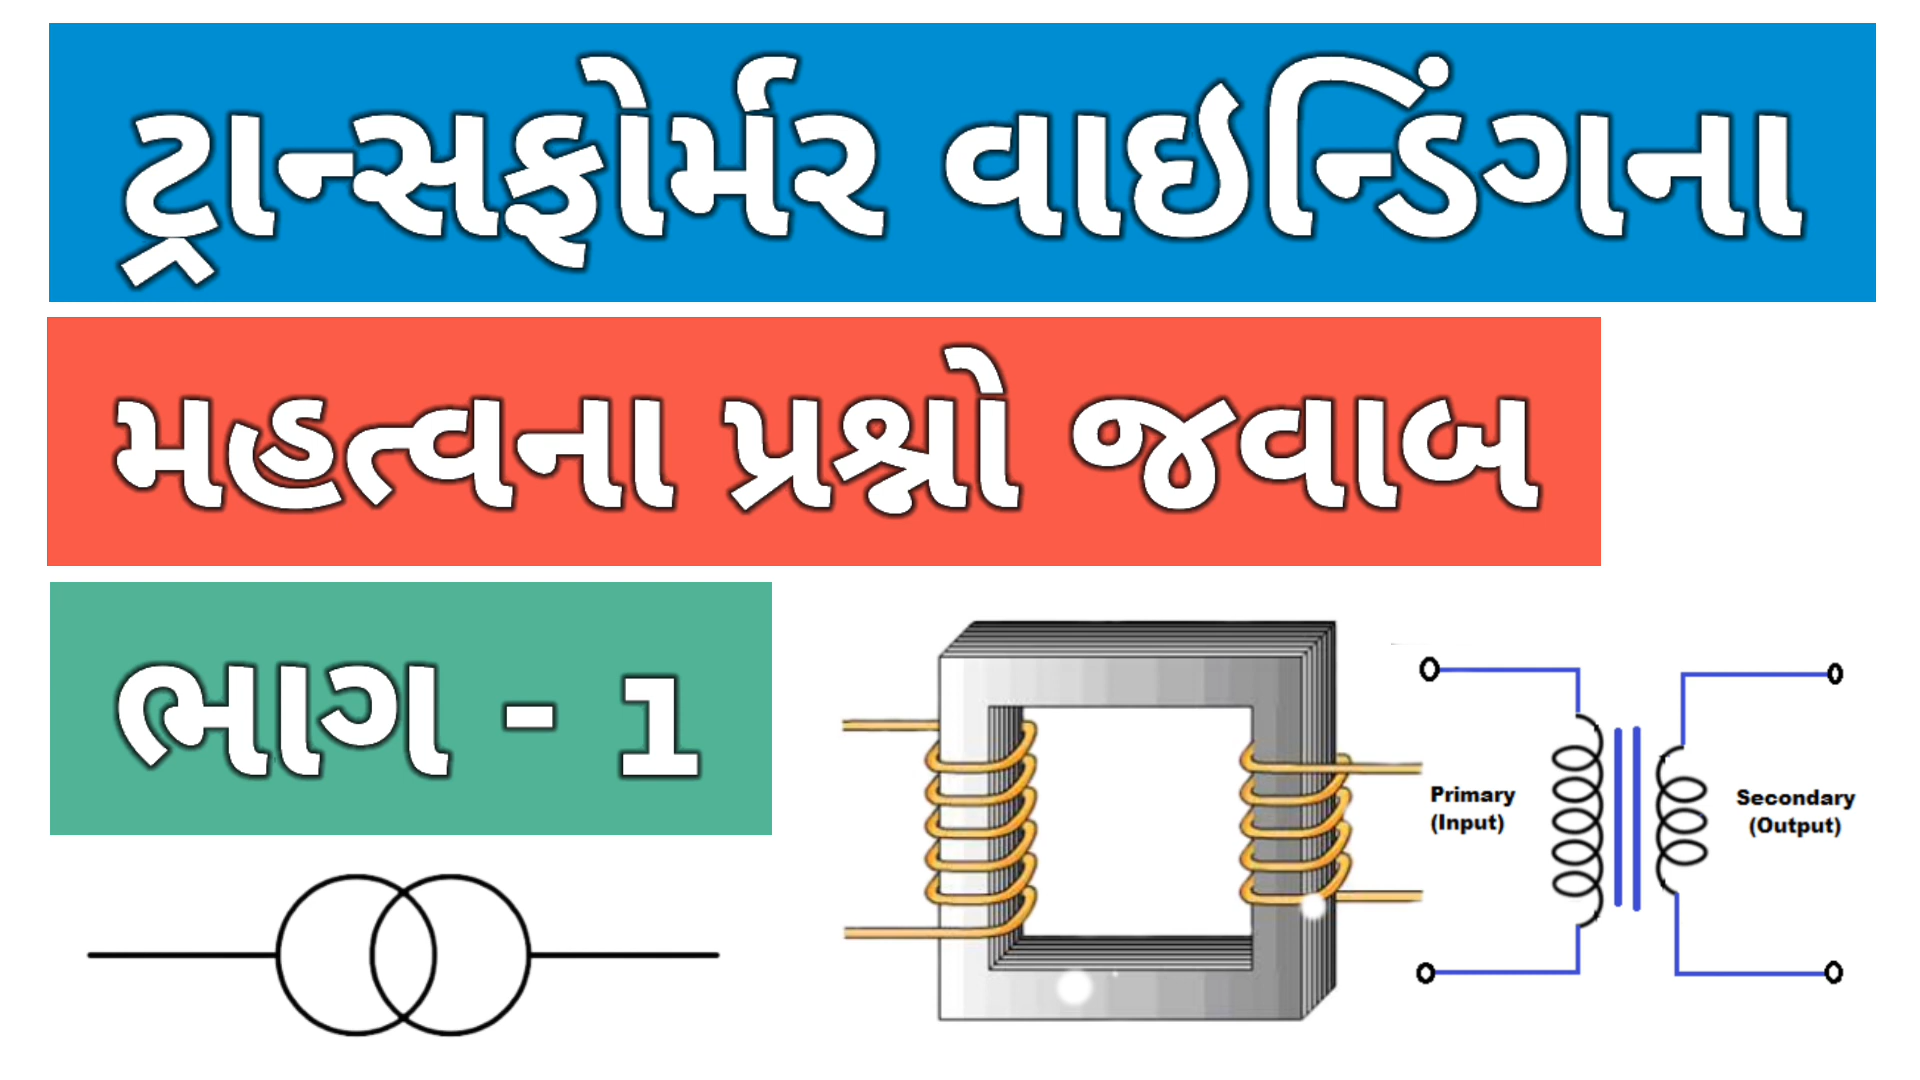 ટ્રાન્સફોર્મર વાઇન્ડિંગના
મહત્વના પ્રશ્નો જવાબ
ભાગ - 1
Primary
(Input)
Secondary
(Output)